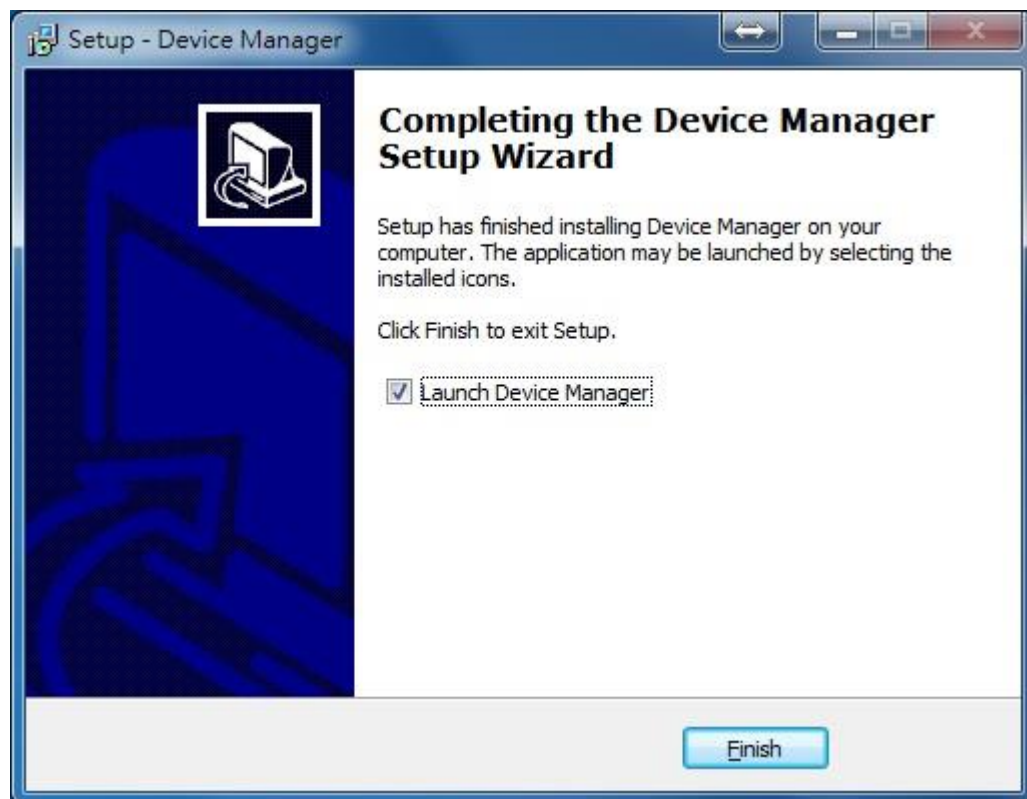 Setup - Device Manager
Completing the Device Manager
Setup Wizard
Setup has finished installing Device Manager on your
computer. The application may be launched by selecting the
installed icons.
Click Finish to exit Setup.
Launch Device Manager
Finish